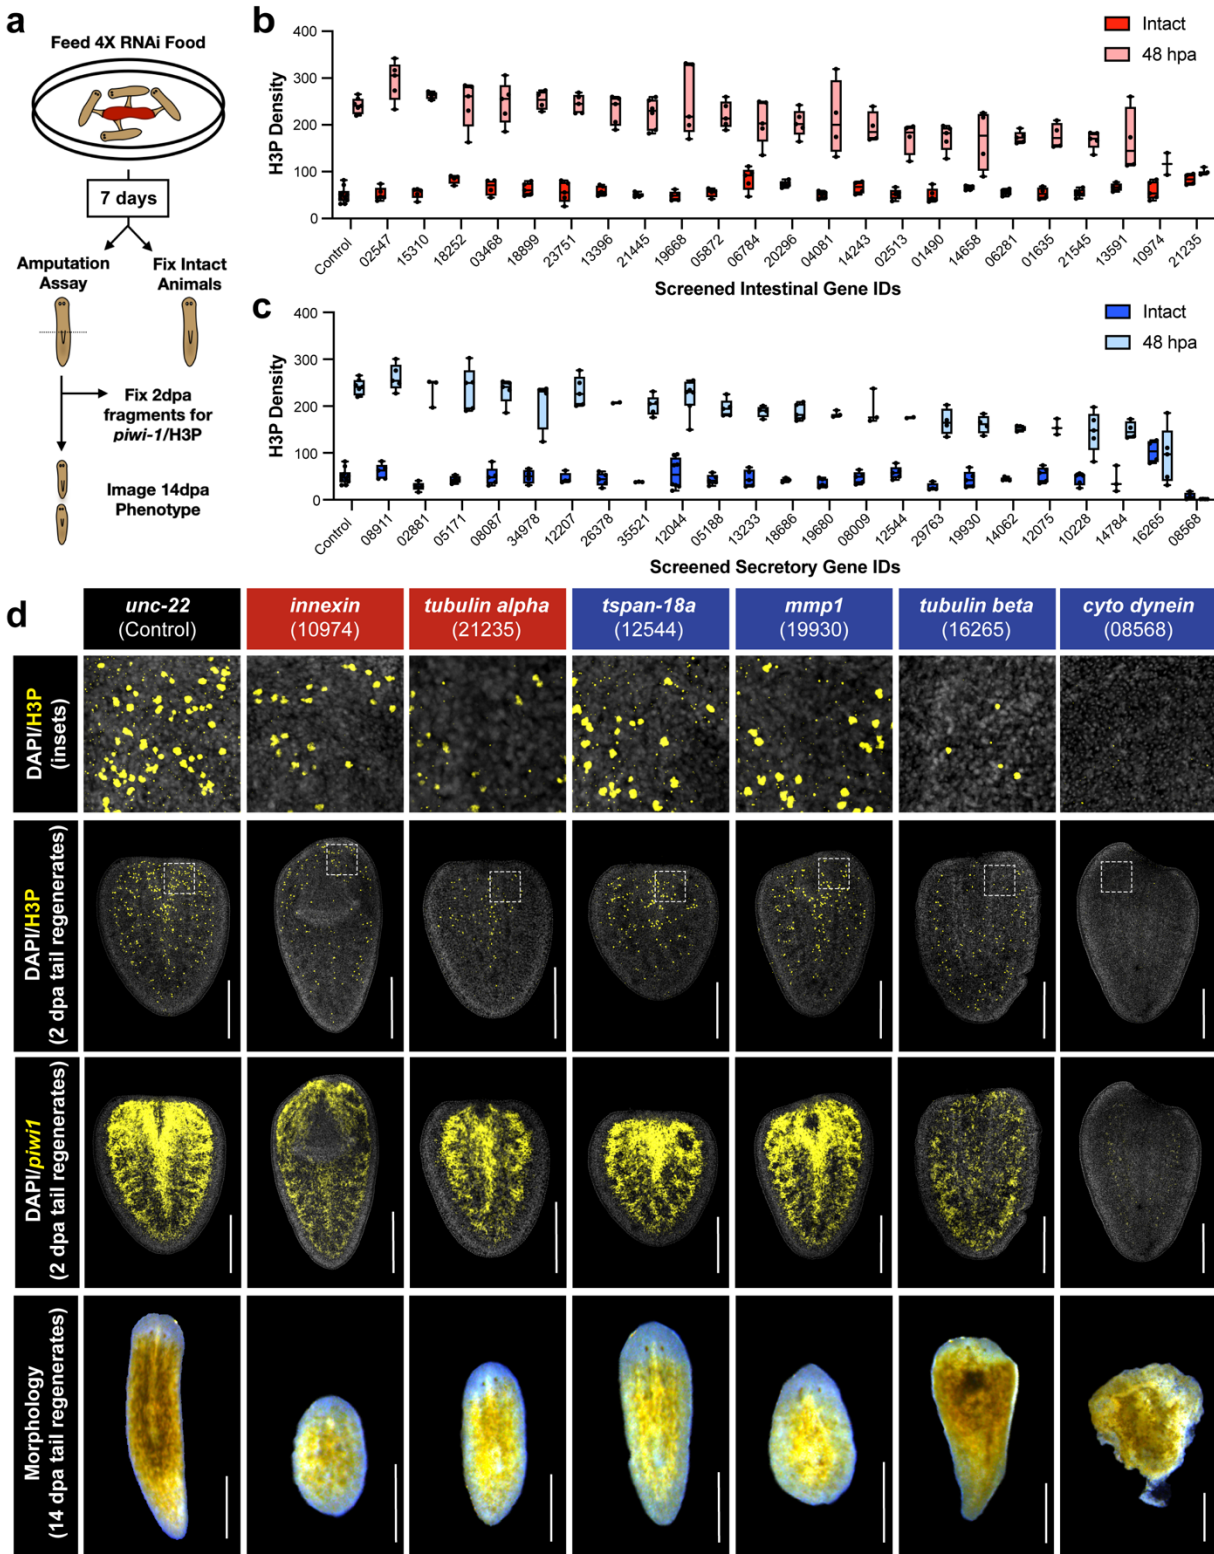 a
Feed 4X RNAi Food
7 days
Amputation
Assay
Fix Intact
Animals
Fix 2dpa
fragments for
piwi-1/H3P
Image 14dpa
Phenotype
b
H3P Density
400
300
200
100
0
Intact
48 hpa
Control
02547
15310
18252
03468
18899
23751
13396
21445
19668
05872
06784
20296
04081
14243
02513
01490
14658
06281
01635
21545
13591
10974
21235
Screened Intestinal Gene IDs
c
H3P Density
400
300
200
100
0
Intact
48 hpa
Control
08911
02881
05171
08087
34978
12207
26378
35521
12044
05188
13233
18686
19680
08009
12544
29763
19930
14062
12075
10228
14784
16265
08568
Screened Secretory Gene IDs
d
unc-22
(Control)
innexin
(10974)
tubulin alpha
(21235)
tspan-18a
(12544)
mmp1
(19930)
tubulin beta
(16265)
cyto dynein
(08568)
DAPI/H3P
(insets)
DAPI/H3P
(2 dpa tail regenerates)
DAPI/piwi1
(2 dpa tail regenerates)
Morphology
(14 dpa tail regenerates)